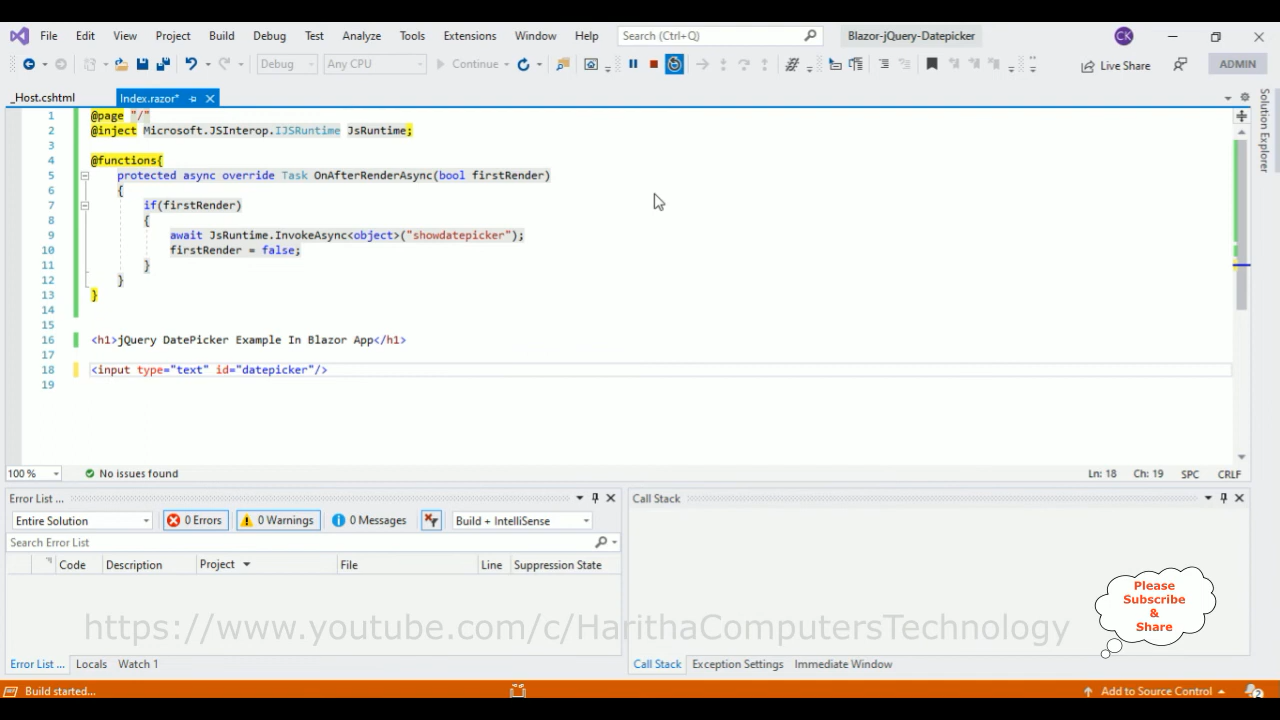 File Edit View Project Build Debug Test Analyze Tools Extensions Window Help Search (Ctrl+Q) Blazor-jQuery-Datepicker CK
Debug Any CPU Continue Live Share ADMIN
_Host.cshtml Index.razor*
1 @page "/"
2 @inject Microsoft.JSInterop.IJSRuntime JsRuntime;
3
4 @functions{
5 protected async override Task OnAfterRenderAsync(bool firstRender)
6 {
7 if(firstRender)
8 {
9 await JsRuntime.InvokeAsync<object>("showdatepicker");
10 firstRender = false;
11 }
12 }
13 }
14
15
16 <h1>jQuery DatePicker Example In Blazor App</h1>
17
18 <input type="text" id="datepicker"/>
19
Solution Explorer
100 % No issues found Ln: 18 Ch: 19 SPC CRLF
Error List ... Call Stack
Entire Solution 0 Errors 0 Warnings 0 Messages Build + IntelliSense
Search Error List
Code Description Project File Line Suppression State
Please
Subscribe
&
Share
https://www.youtube.com/c/HarithaComputersTechnology
Error List ... Locals Watch 1 Call Stack Exception Settings Immediate Window
Build started... Add to Source Control 2